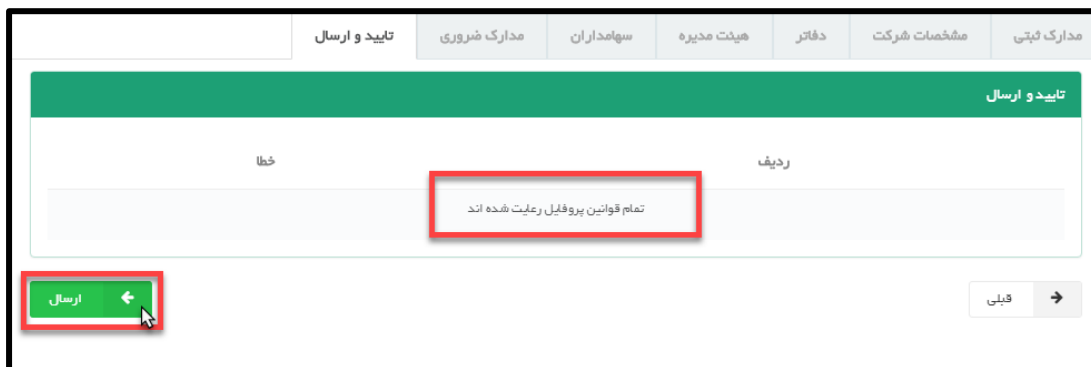 مدارک ثبتی
مشخصات شرکت
دفاتر
هیئت مدیره
سهامداران
مدارک ضروری
تایید و ارسال
تایید و ارسال
ردیف
خطا
تمام قوانین پروفایل رعایت شده اند
قبلی
ارسال